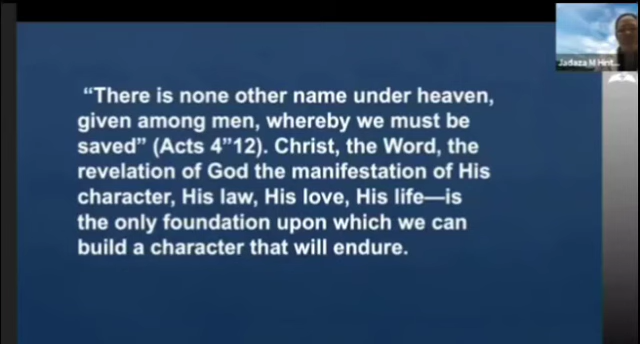 “There is none other name under heaven,
given among men, whereby we must be
saved” (Acts 4”12). Christ, the Word, the
revelation of God the manifestation of His
character, His law, His love, His life—is
the only foundation upon which we can
build a character that will endure.
Jadaza M Hint...